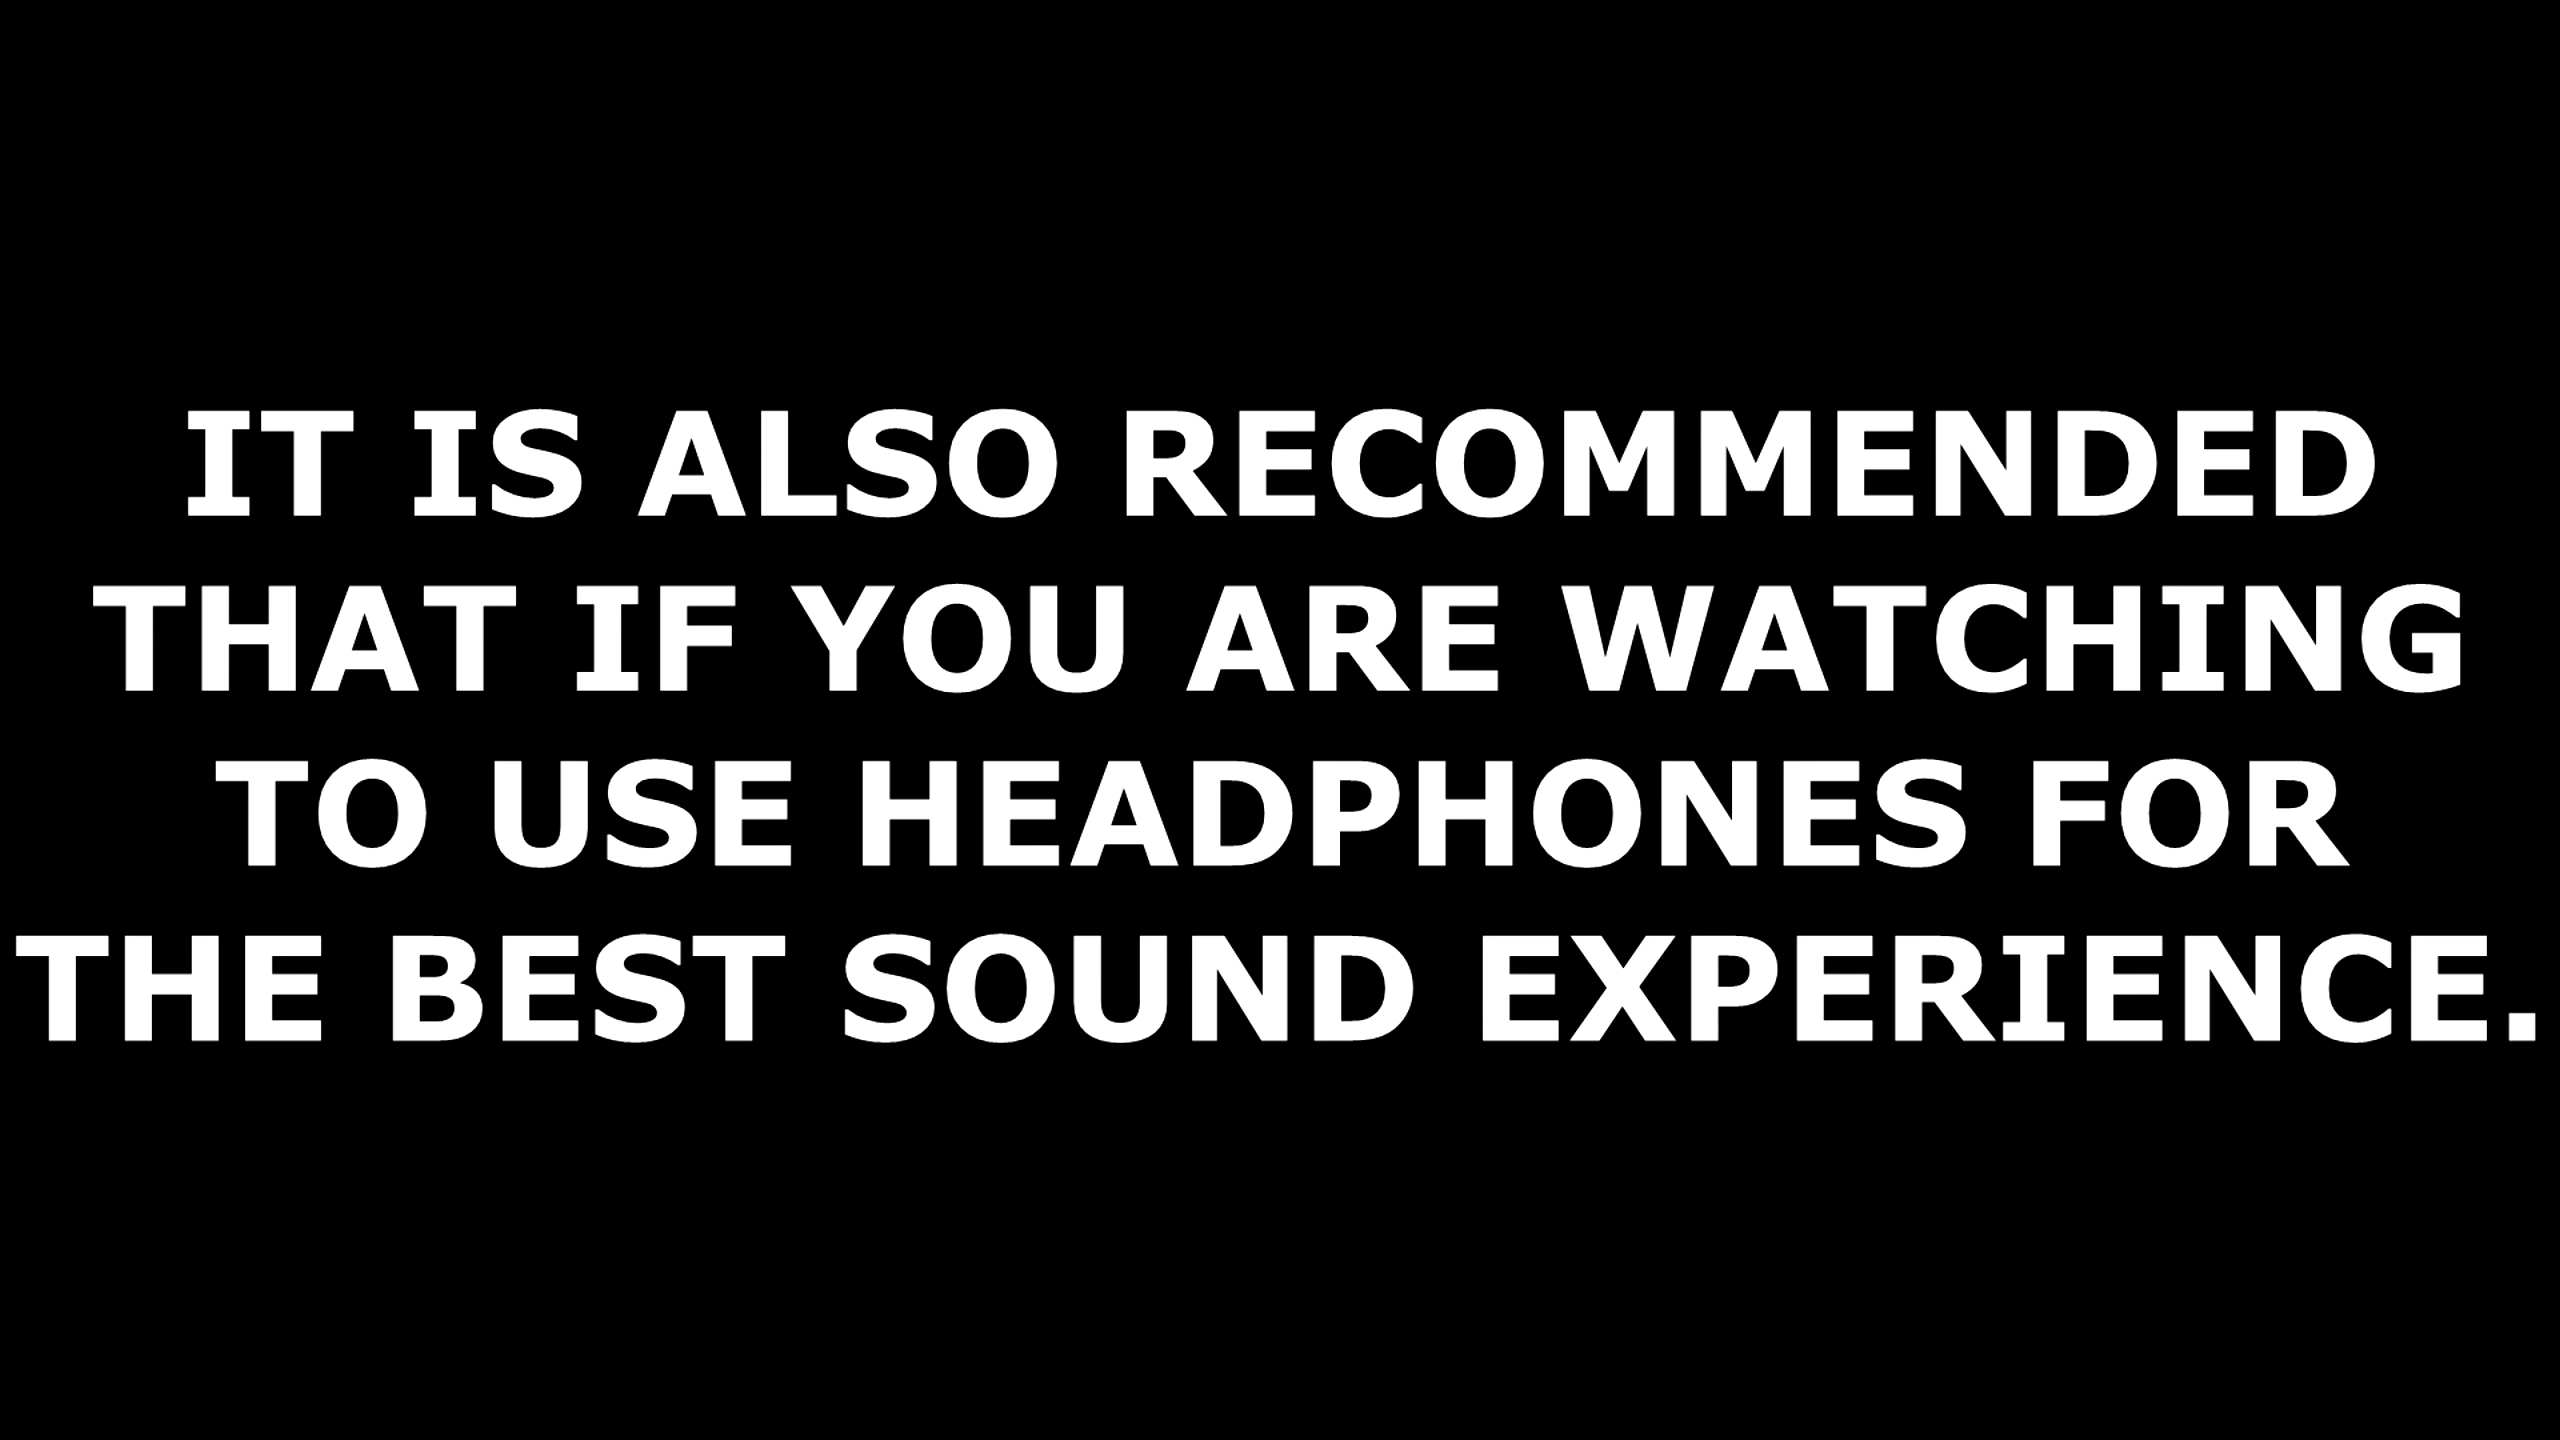 IT IS ALSO RECOMMENDED
THAT IF YOU ARE WATCHING
TO USE HEADPHONES FOR
THE BEST SOUND EXPERIENCE.